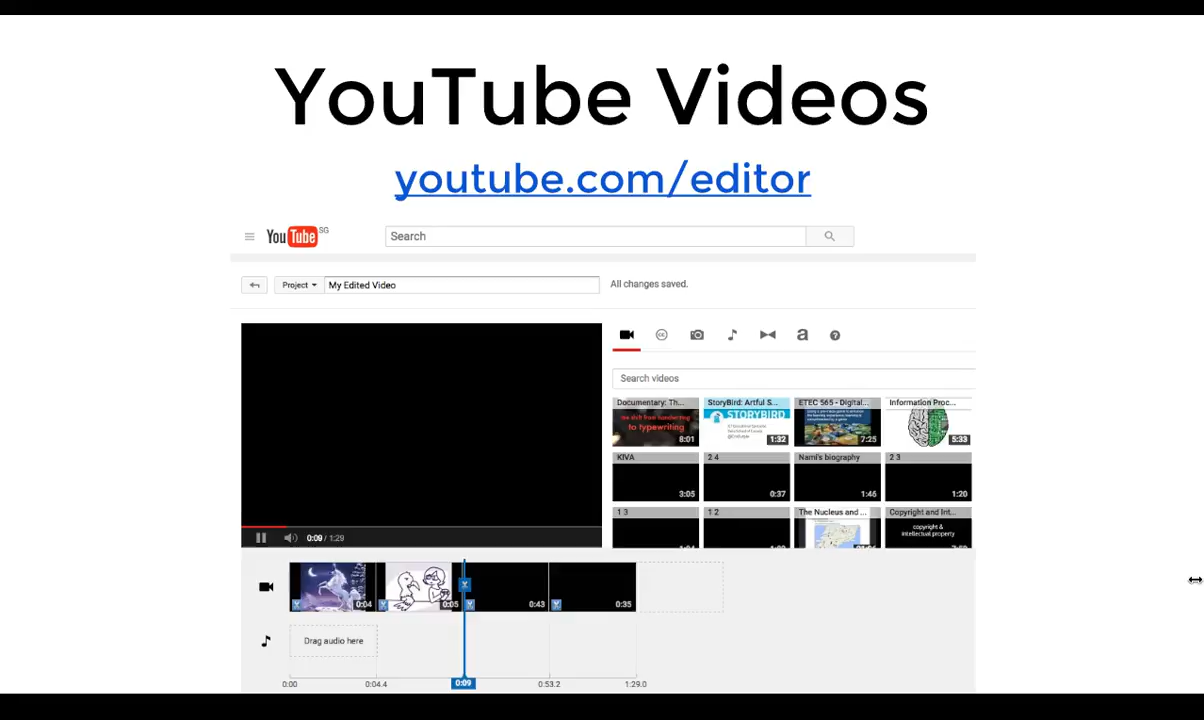 YouTube Videos
youtube.com/editor
YouTube SG
Search
Project
My Edited Video
All changes saved.
cc
a
?
Search videos
Documentary: Th...
StoryBird: Artful S...
ETEC 565 - Digital...
Information Proc...
to typewriting
STORYBIRD
8:01
1:32
7:25
5:33
KIVA
2 4
Nami's biography
2 3
3:05
0:37
1:46
1:20
1 3
1 2
The Nucleus and ...
Copyright and Int...
copyright &
intellectual property
0:09 / 1:29
0:04
0:05
0:43
0:35
Drag audio here
0:00
0:04.4
0:09
0:53.2
1:29.0